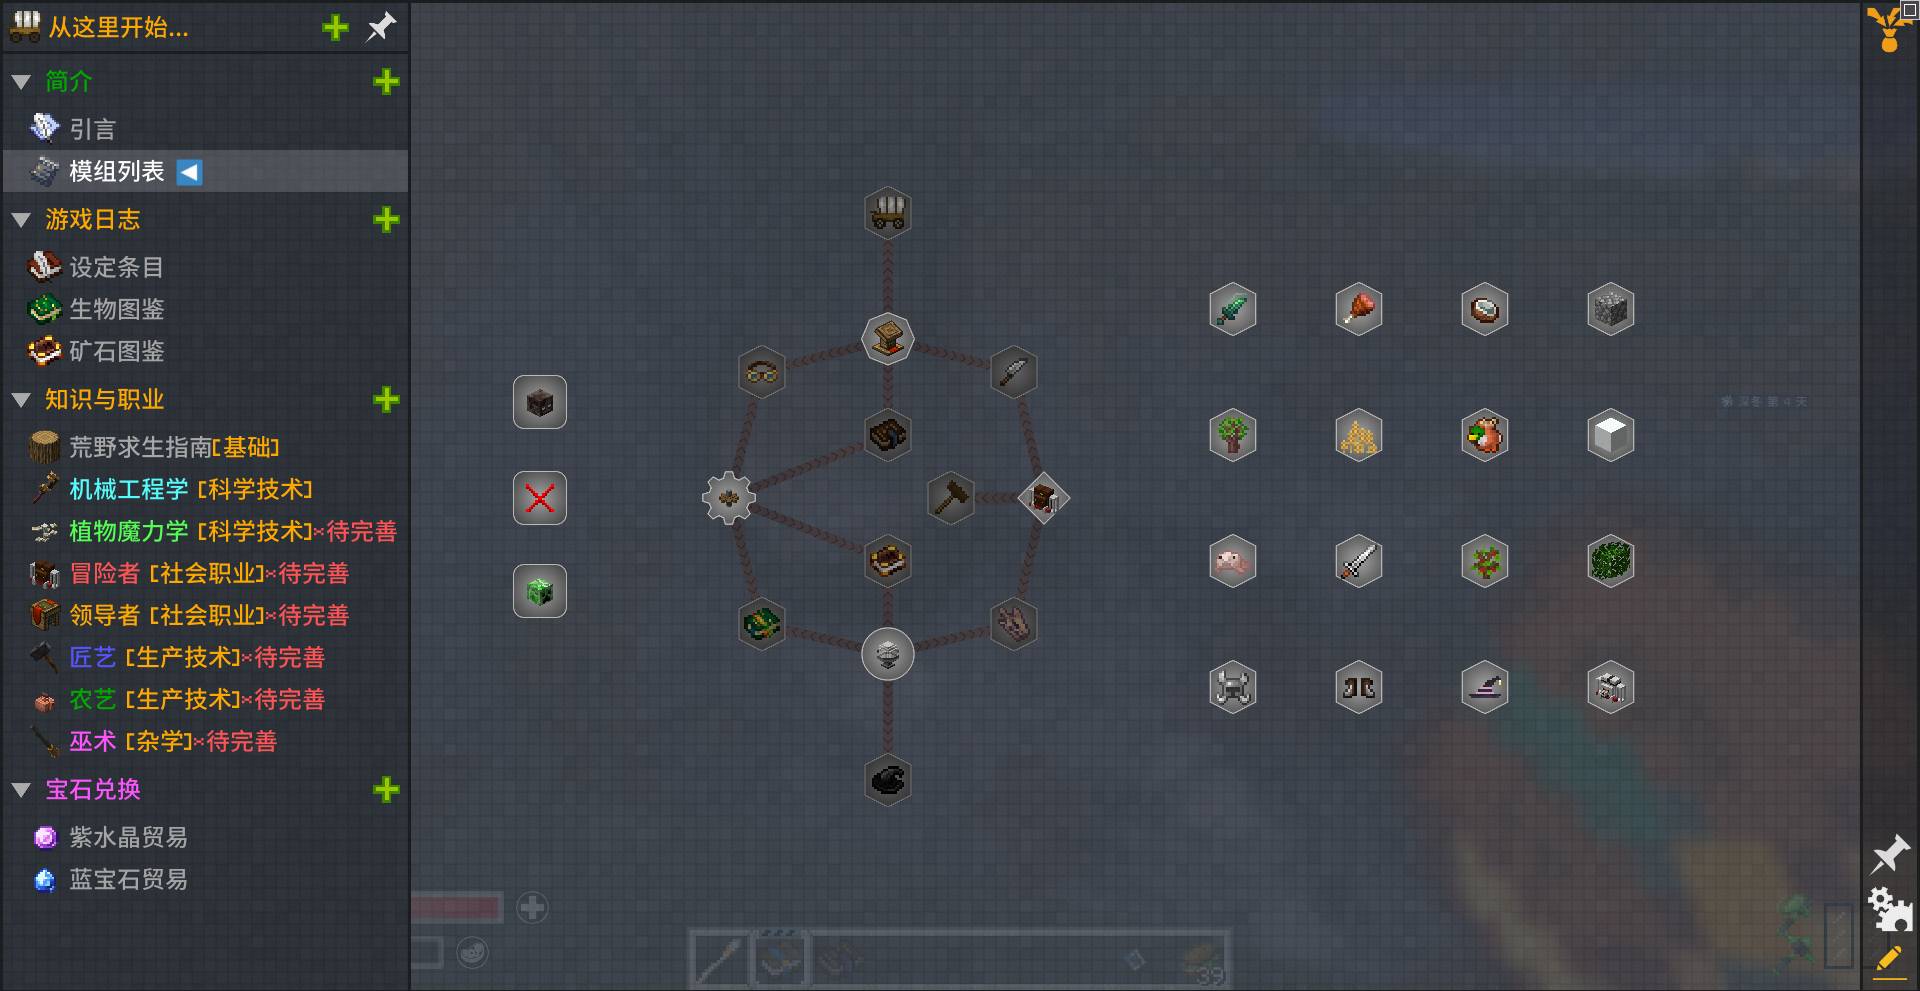 从这里开始...
简介
引言
模组列表
游戏日志
设定条目
生物图鉴
矿石图鉴
知识与职业
荒野求生指南[基础]
机械工程学 [科学技术]
植物魔力学 [科学技术]×待完善
冒险者 [社会职业]×待完善
领导者 [社会职业]×待完善
匠艺 [生产技术]×待完善
农艺 [生产技术]×待完善
巫术 [杂学]×待完善
宝石兑换
紫水晶贸易
蓝宝石贸易
深冬 第 4 天
39